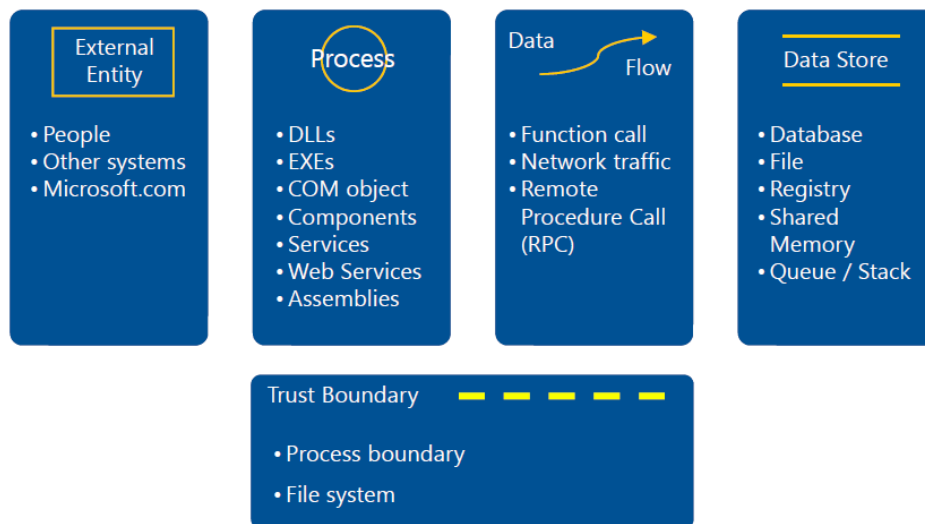 External
Entity
• People
• Other systems
• Microsoft.com
Process
• DLLs
• EXEs
• COM object
• Components
• Services
• Web Services
• Assemblies
Data
Flow
• Function call
• Network traffic
• Remote
Procedure Call
(RPC)
Data Store
• Database
• File
• Registry
• Shared
Memory
• Queue / Stack
Trust Boundary
• Process boundary
• File system